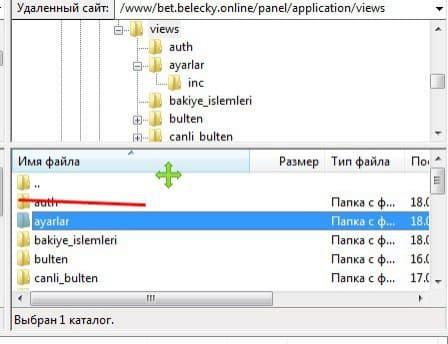 Удаленный сайт: /www/bet.belecky.online/panel/application/views
views
auth
ayarlar
inc
bakiye_islemleri
bulten
canli_bulten
Имя файла Размер Тип файла Пос
..
auth Папка с ф... 18.0
ayarlar Папка с ф... 18.0
bakiye_islemleri Папка с ф... 18.0
bulten Папка с ф... 16.0
canli_bulten Папка с ф... 17.0
Выбран 1 каталог.